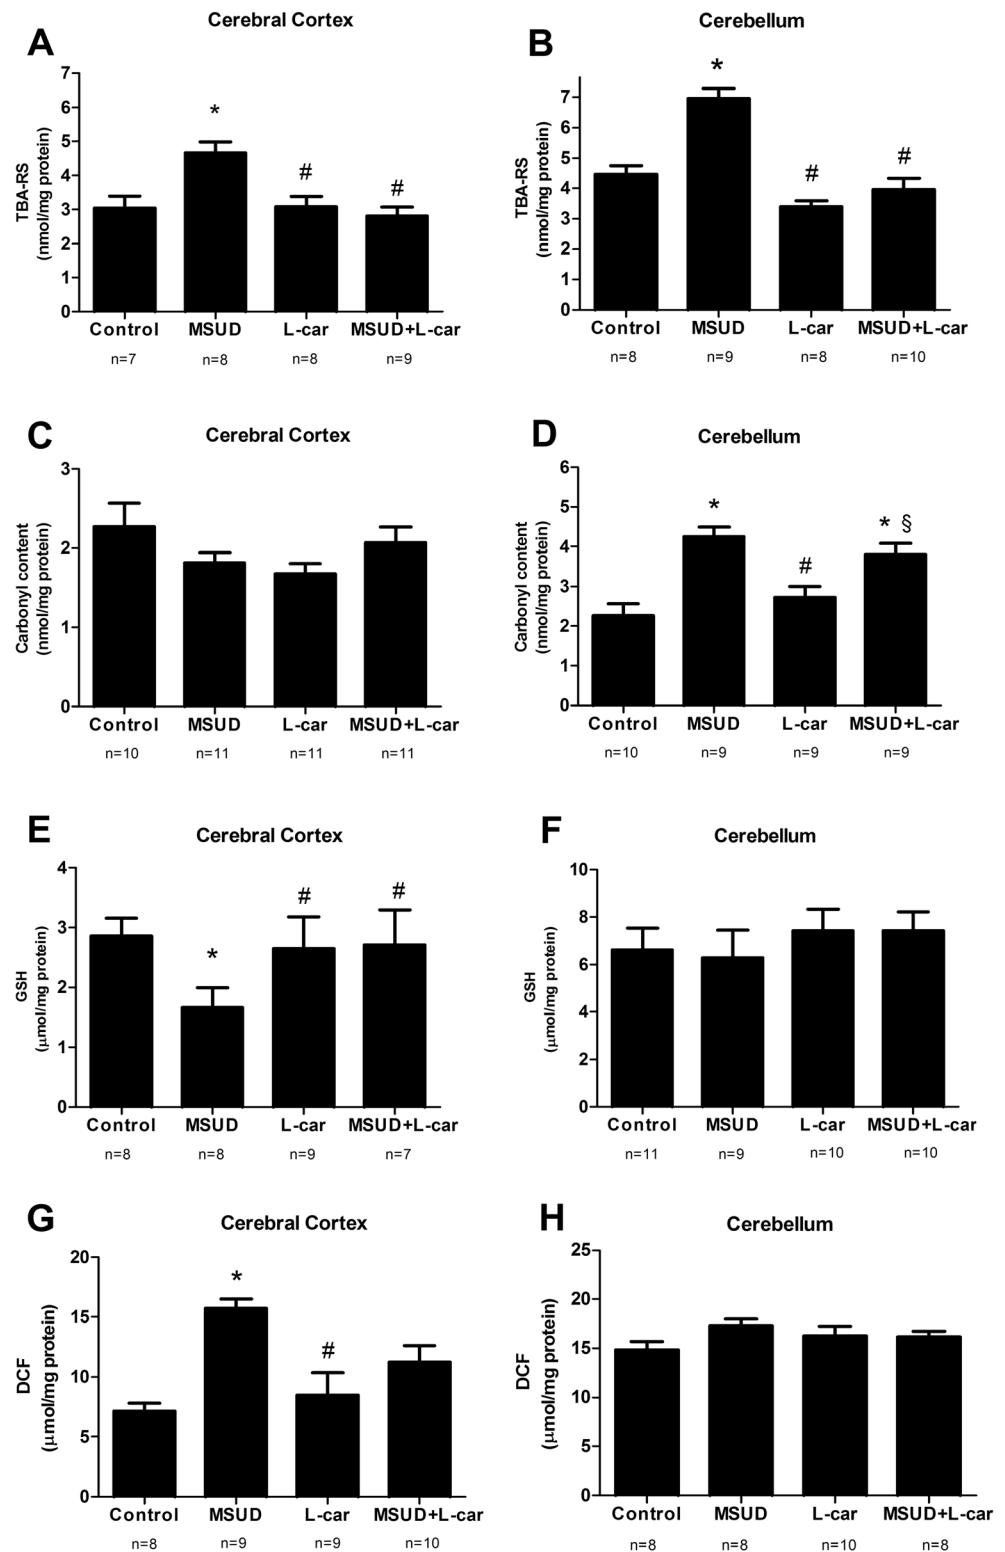 Cerebral Cortex
A
TBA-RS
(nmol/mg protein)
7
6
5
4
3
2
1
0
*
#
#
Control MSUD L-car MSUD+L-car
n=7 n=8 n=8 n=9
Cerebellum
B
TBA-RS
(nmol/mg protein)
7
6
5
4
3
2
1
0
*
#
#
Control MSUD L-car MSUD+L-car
n=8 n=9 n=8 n=10
Cerebral Cortex
C
Carbonyl content
(nmol/mg protein)
3
2
1
0
Control MSUD L-car MSUD+L-car
n=10 n=11 n=11 n=11
Cerebellum
D
Carbonyl content
(nmol/mg protein)
6
5
4
3
2
1
0
*
#
* §
Control MSUD L-car MSUD+L-car
n=10 n=9 n=9 n=9
Cerebral Cortex
E
GSH
(µmol/mg protein)
4
3
2
1
0
*
#
#
Control MSUD L-car MSUD+L-car
n=8 n=8 n=9 n=7
Cerebellum
F
GSH
(µmol/mg protein)
10
8
6
4
2
0
Control MSUD L-car MSUD+L-car
n=11 n=9 n=10 n=10
Cerebral Cortex
G
DCF
(µmol/mg protein)
20
15
10
5
0
*
#
Control MSUD L-car MSUD+L-car
n=8 n=9 n=9 n=10
Cerebellum
H
DCF
(µmol/mg protein)
25
20
15
10
5
0
Control MSUD L-car MSUD+L-car
n=8 n=8 n=10 n=8